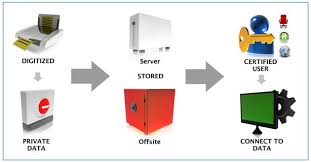 DIGITIZED
Server
CERTIFIED
USER
STORED
PRIVATE
DATA
Offsite
CONNECT TO
DATA